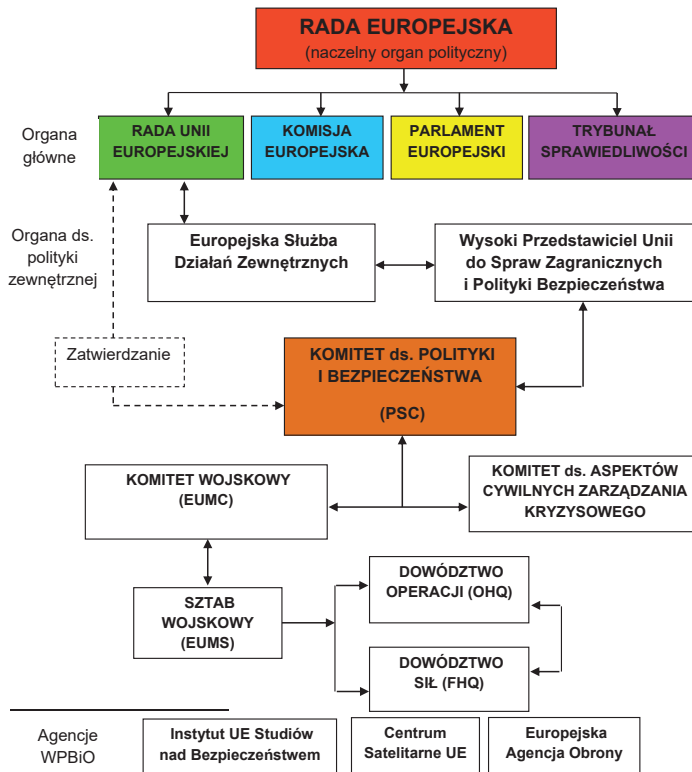 RADA EUROPEJSKA
(naczelny organ polityczny)
Organa
główne
RADA UNII
EUROPEJSKIEJ
KOMISJA
EUROPEJSKA
PARLAMENT
EUROPEJSKI
TRYBUNAŁ
SPRAWIEDLIWOŚCI
Organa ds.
polityki
zewnętrznej
Europejska Służba
Działań Zewnętrznych
Wysoki Przedstawiciel Unii
do Spraw Zagranicznych
i Polityki Bezpieczeństwa
Zatwierdzanie
KOMITET ds. POLITYKI
I BEZPIECZEŃSTWA
(PSC)
KOMITET WOJSKOWY
(EUMC)
KOMITET ds. ASPEKTÓW
CYWILNYCH ZARZĄDZANIA
KRYZYSOWEGO
SZTAB
WOJSKOWY
(EUMS)
DOWÓDZTWO
OPERACJI (OHQ)
DOWÓDZTWO
SIŁ (FHQ)
Agencje
WPBiO
Instytut UE Studiów
nad Bezpieczeństwem
Centrum
Satelitarne UE
Europejska
Agencja Obrony